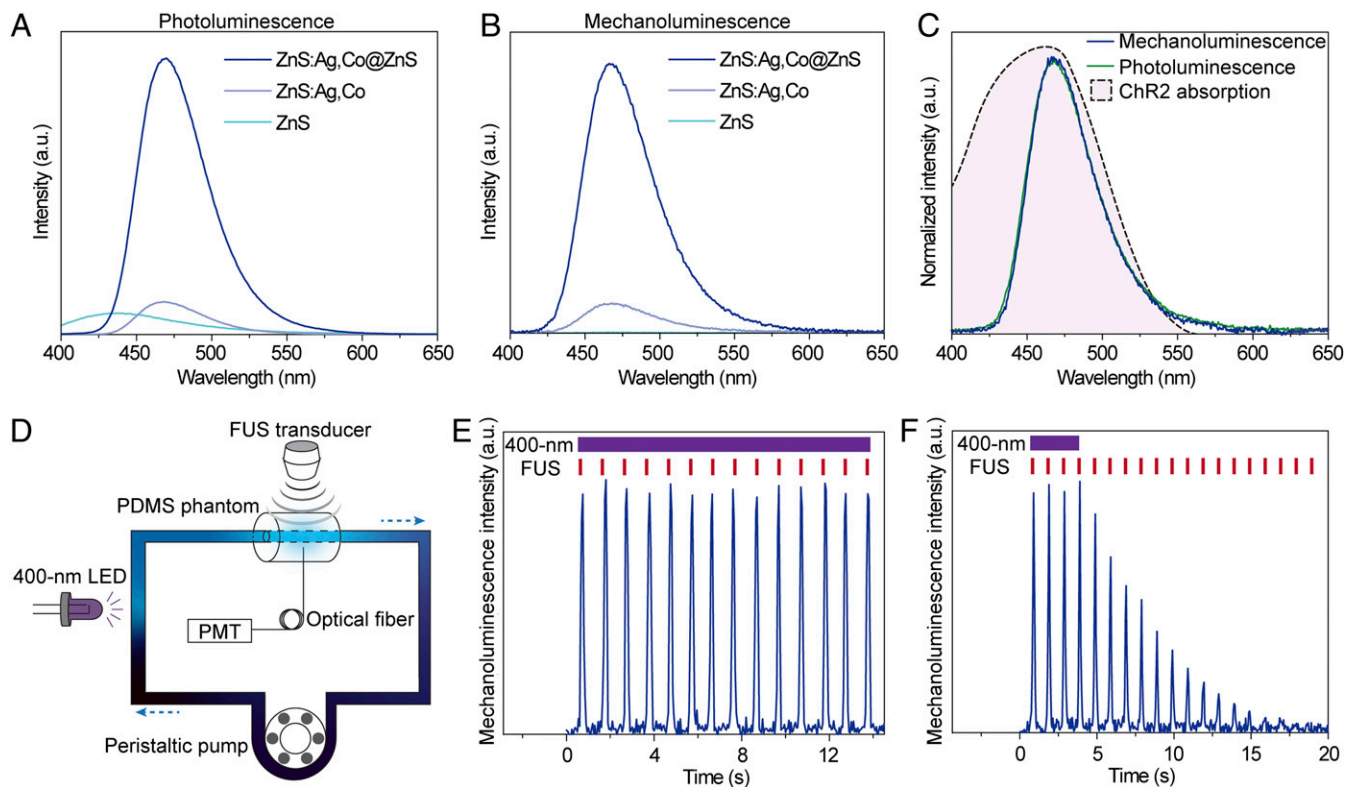 A
Photoluminescence
ZnS:Ag,Co@ZnS
ZnS:Ag,Co
ZnS
Intensity (a.u.)
400 450 500 550 600 650
Wavelength (nm)
B
Mechanoluminescence
ZnS:Ag,Co@ZnS
ZnS:Ag,Co
ZnS
Intensity (a.u.)
400 450 500 550 600 650
Wavelength (nm)
C
Mechanoluminescence
Photoluminescence
ChR2 absorption
Normalized intensity (a.u.)
400 450 500 550 600 650
Wavelength (nm)
D
FUS transducer
PDMS phantom
400-nm LED
Optical fiber
PMT
Peristaltic pump
E
400-nm
FUS
Mechanoluminescence intensity (a.u.)
0 4 8 12
Time (s)
F
400-nm
FUS
Mechanoluminescence intensity (a.u.)
0 5 10 15 20
Time (s)